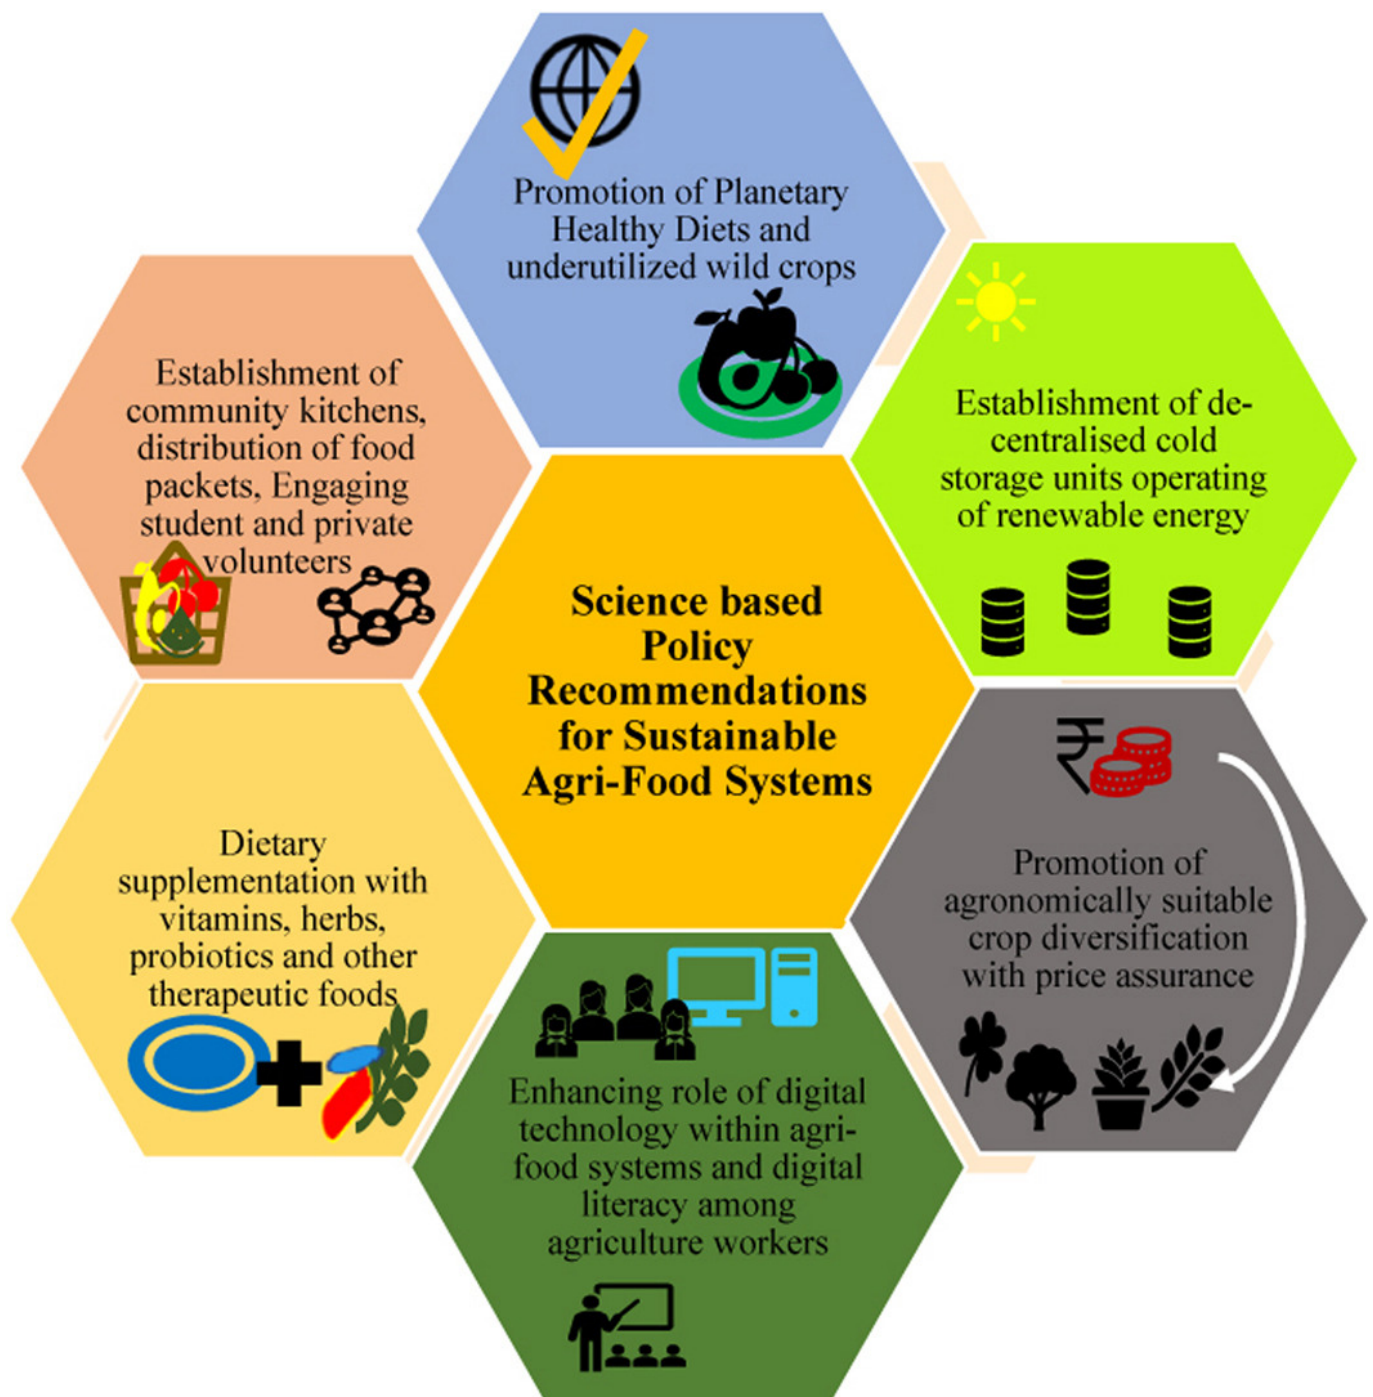 Promotion of Planetary
Healthy Diets and
underutilized wild crops
Establishment of de-
centralised cold
storage units operating
of renewable energy
Promotion of
agronomically suitable
crop diversification
with price assurance
Enhancing role of digital
technology within agri-
food systems and digital
literacy among
agriculture workers
Dietary
supplementation with
vitamins, herbs,
probiotics and other
therapeutic foods
Establishment of
community kitchens,
distribution of food
packets, Engaging
student and private
volunteers
Science based
Policy
Recommendations
for Sustainable
Agri-Food Systems
₹